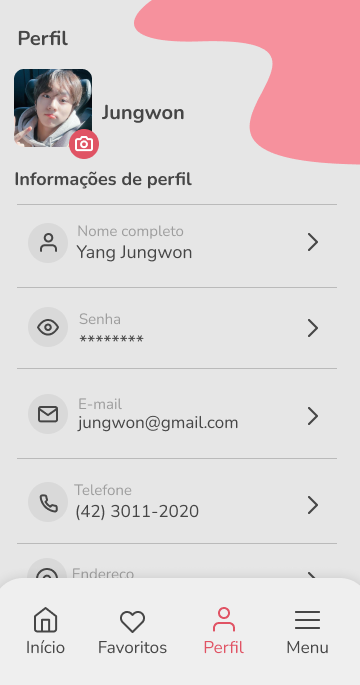 Perfil
Jungwon
Informações de perfil
Nome completo
Yang Jungwon
Senha
********
E-mail
jungwon@gmail.com
Telefone
(42) 3011-2020
Endereço
Início
Favoritos
Perfil
Menu